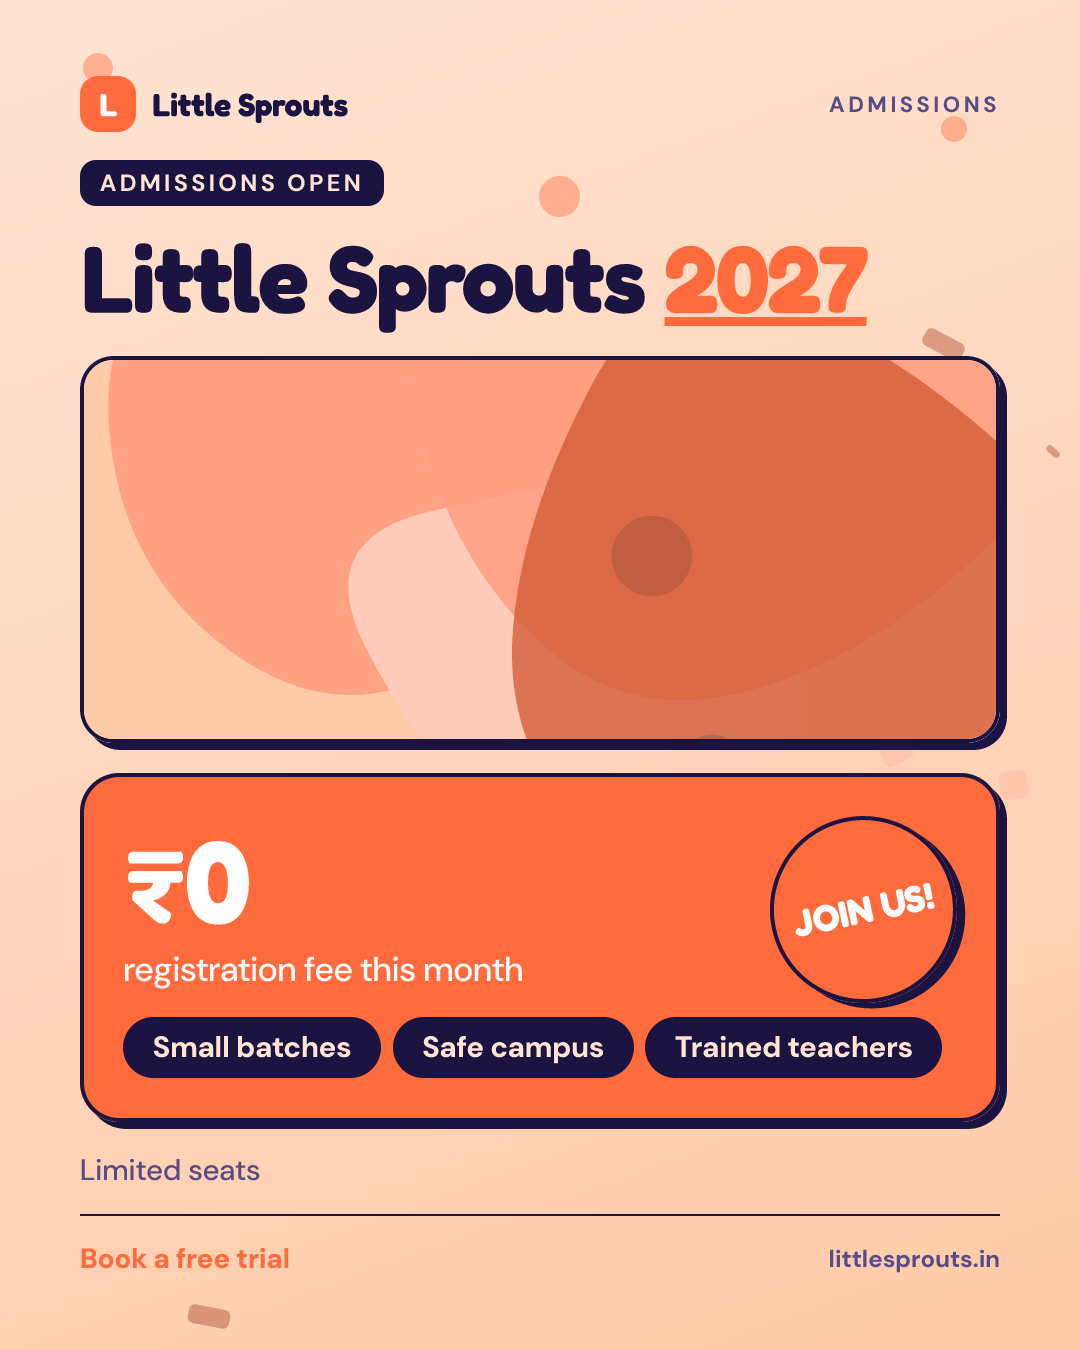 L
Little Sprouts
ADMISSIONS
ADMISSIONS OPEN
Little Sprouts 2027
₹0
registration fee this month
JOIN US!
Small batches
Safe campus
Trained teachers
Limited seats
Book a free trial
littlesprouts.in